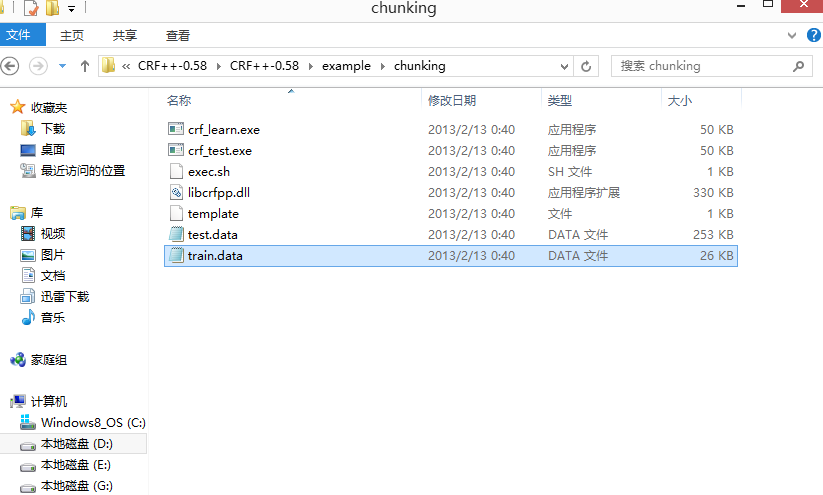 chunking
文件 主页 共享 查看
« CRF++-0.58 CRF++-0.58 example chunking 搜索 chunking
名称 修改日期 类型 大小
收藏夹
下载
桌面
最近访问的位置
库
视频
图片
文档
迅雷下载
音乐
家庭组
计算机
Windows8_OS (C:)
本地磁盘 (D:)
本地磁盘 (E:)
本地磁盘 (G:)
crf_learn.exe 2013/2/13 0:40 应用程序 50 KB
crf_test.exe 2013/2/13 0:40 应用程序 50 KB
exec.sh 2013/2/13 0:40 SH 文件 1 KB
libcrfpp.dll 2013/2/13 0:40 应用程序扩展 330 KB
template 2013/2/13 0:40 文件 1 KB
test.data 2013/2/13 0:40 DATA 文件 253 KB
train.data 2013/2/13 0:40 DATA 文件 26 KB